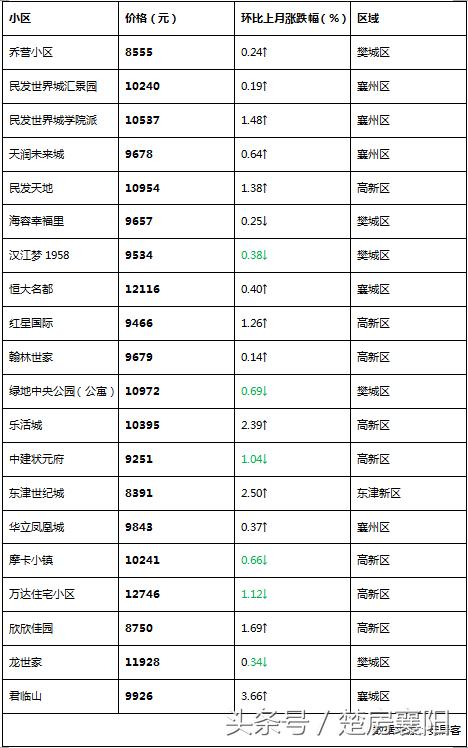 小区 价格（元） 环比上月涨跌幅（%） 区域
乔营小区 8555 0.24↑ 樊城区
民发世界城汇景园 10240 0.19↑ 襄州区
民发世界城学院派 10537 1.48↑ 襄州区
天润未来城 9678 0.64↑ 襄州区
民发天地 10954 1.38↑ 高新区
海容幸福里 9657 0.25↓ 樊城区
汉江梦 1958 9534 0.38↓ 樊城区
恒大名都 12116 0.40↑ 襄城区
红星国际 9466 1.26↑ 高新区
翰林世家 9679 0.14↑ 高新区
绿地中央公园（公寓） 10972 0.69↓ 樊城区
乐活城 10395 2.39↑ 高新区
中建状元府 9251 1.04↓ 高新区
东津世纪城 8391 2.50↑ 东津新区
华立凤凰城 9843 0.37↑ 襄州区
摩卡小镇 10241 0.66↓ 高新区
万达住宅小区 12746 1.12↓ 高新区
欣欣佳园 8750 1.69↑ 高新区
龙世家 11928 0.34↓ 樊城区
君临山 9926 3.66↑ 襄城区
头条号／楚居襄阳